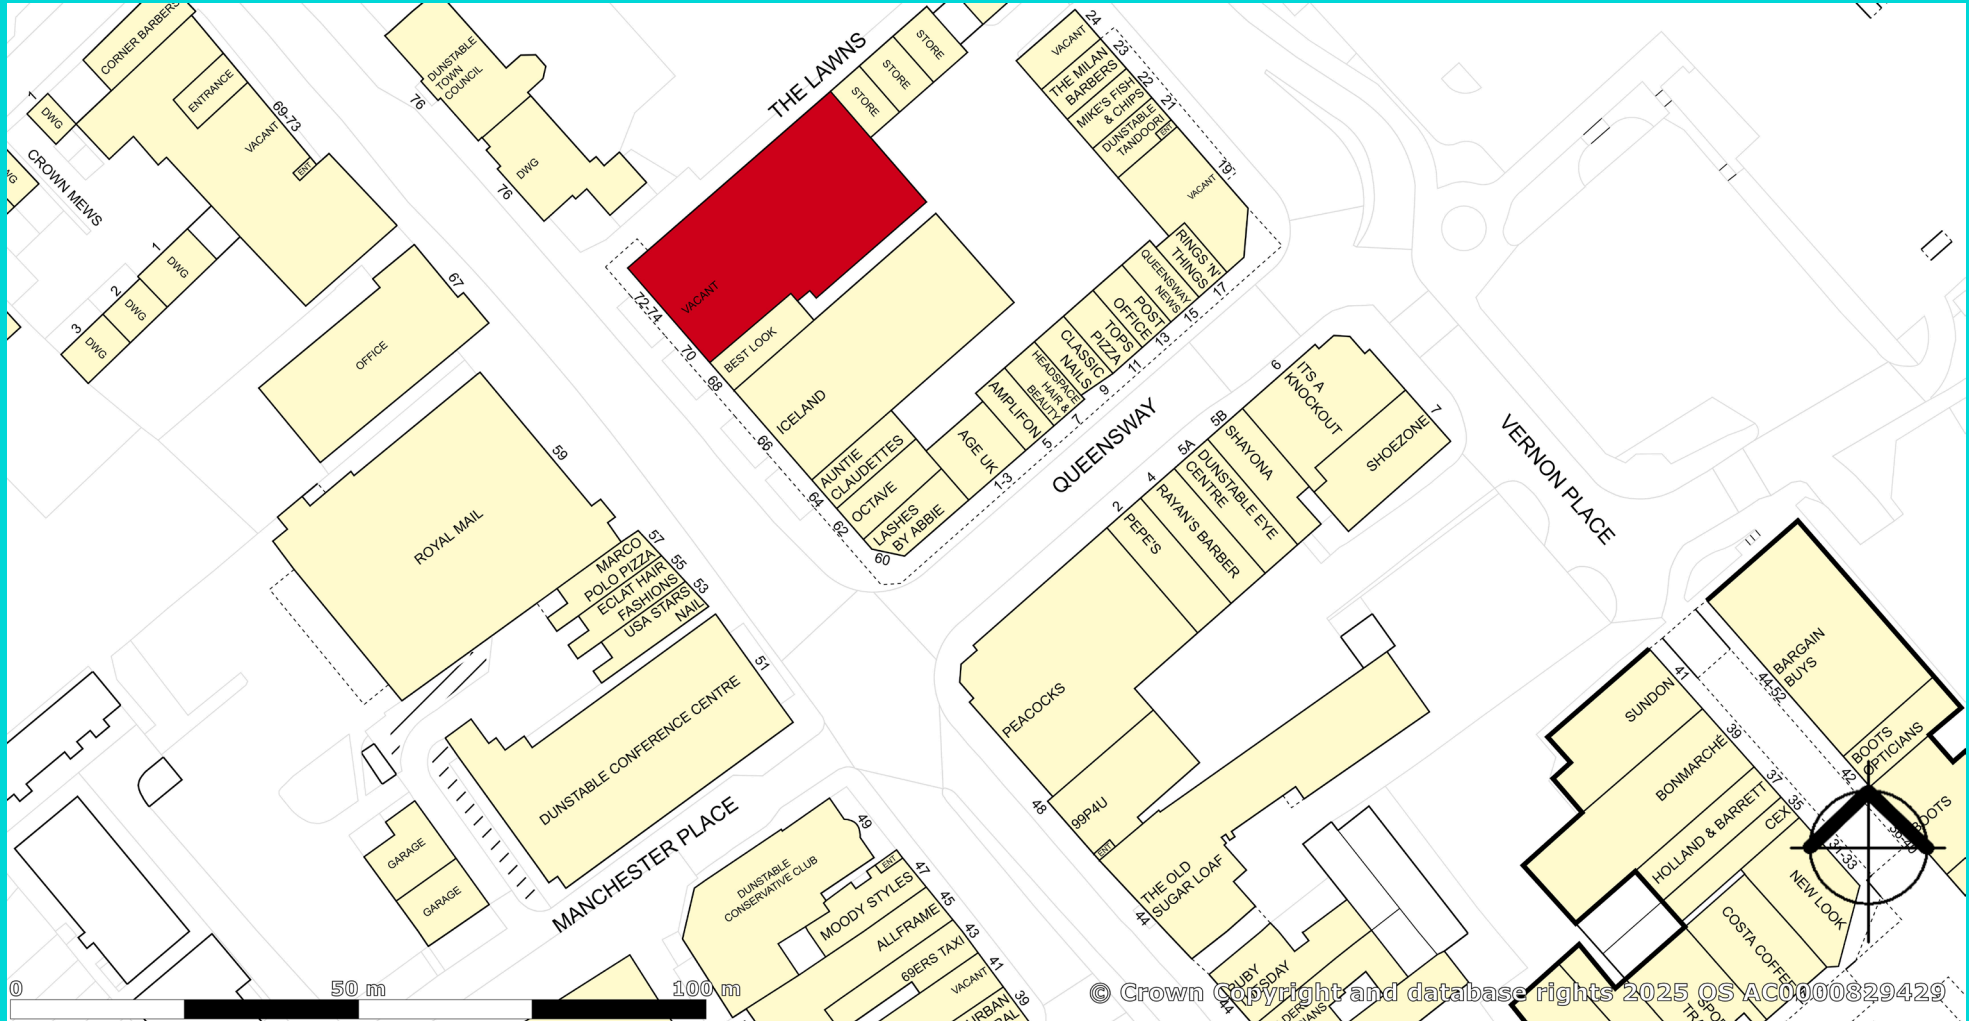 CORNER BARBERS
ENTRANCE
VACANT
69-73
ENT
1
DWG
CROWN MEWS
WG
1
DWG
2
DWG
3
DWG
DUNSTABLE
TOWN
COUNCIL
76
DWG
76
THE LAWNS
STORE
STORE
STORE
VACANT
72-74
70
BEST LOOK
68
ICELAND
66
AUNTIE
CLAUDETTES
64
OCTAVE
62
LASHES
BY ABBIE
60
24
VACANT
23
THE MILAN
BARBERS
22
MIKE'S FISH
& CHIPS
21
DUNSTABLE
TANDOORI
ENT
19
VACANT
RINGS 'N'
THINGS
17
QUEENSWAY
NEWS
15
POST
OFFICE
13
TOPS
PIZZA
11
CLASSIC
NAILS
9
HEADSPACE
HAIR &
BEAUTY
7
AMPLIFON
5
AGE UK
1-3
QUEENSWAY
67
OFFICE
59
ROYAL MAIL
57
MARCO
POLO PIZZA
55
ECLAT HAIR
FASHIONS
53
USA STARS
NAIL
51
DUNSTABLE CONFERENCE CENTRE
MANCHESTER PLACE
GARAGE
GARAGE
6
ITS A
KNOCKOUT
7
SHOEZONE
5B
SHAYONA
5A
DUNSTABLE EYE
CENTRE
4
RAYAN'S BARBER
2
PEPE'S
PEACOCKS
48
99P4U
ENT
THE OLD
SUGAR LOAF
44
RUBY
TUESDAY
44
VERNON PLACE
BARGAIN
BUYS
44-52
BOOTS
OPTICIANS
42
BOOTS
41
SUNDON
39
BONMARCHÉ
37
HOLLAND & BARRETT
35
CEX
31-33
NEW LOOK
COSTA COFFEE
49
DUNSTABLE
CONSERVATIVE CLUB
ENT
47
MOODY STYLES
45
ALLFRAME
43
69ERS TAXI
41
VACANT
39
URBAN
0
50 m
100 m
© Crown Copyright and database rights 2025 OS AC0000829429